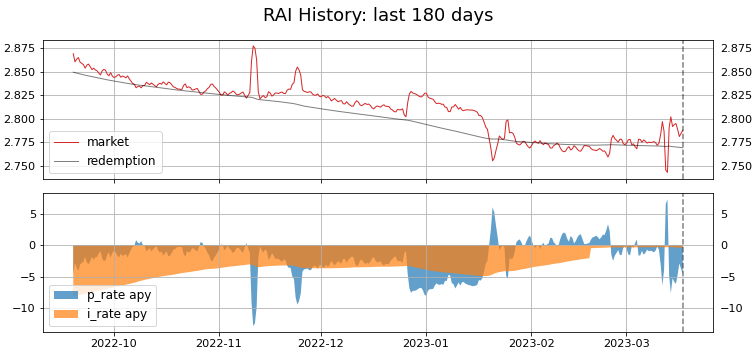 RAI History: last 180 days
2.875 2.875
2.850 2.850
2.825 2.825
2.800 2.800
2.775 2.775
2.750 2.750
market
redemption
5 5
0 0
−5 −5
−10 −10
p_rate apy
i_rate apy
2022-10 2022-11 2022-12 2023-01 2023-02 2023-03